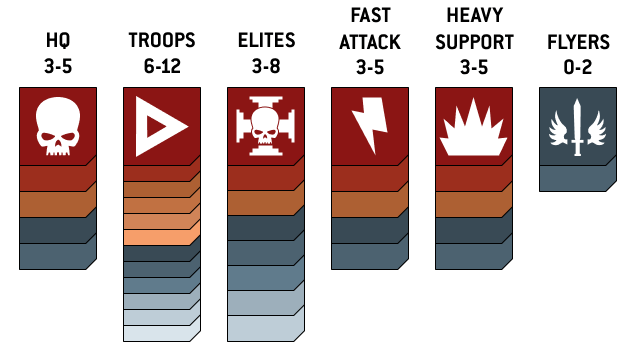 HQ
3-5
TROOPS
6-12
ELITES
3-8
FAST
ATTACK
3-5
HEAVY
SUPPORT
3-5
FLYERS
0-2